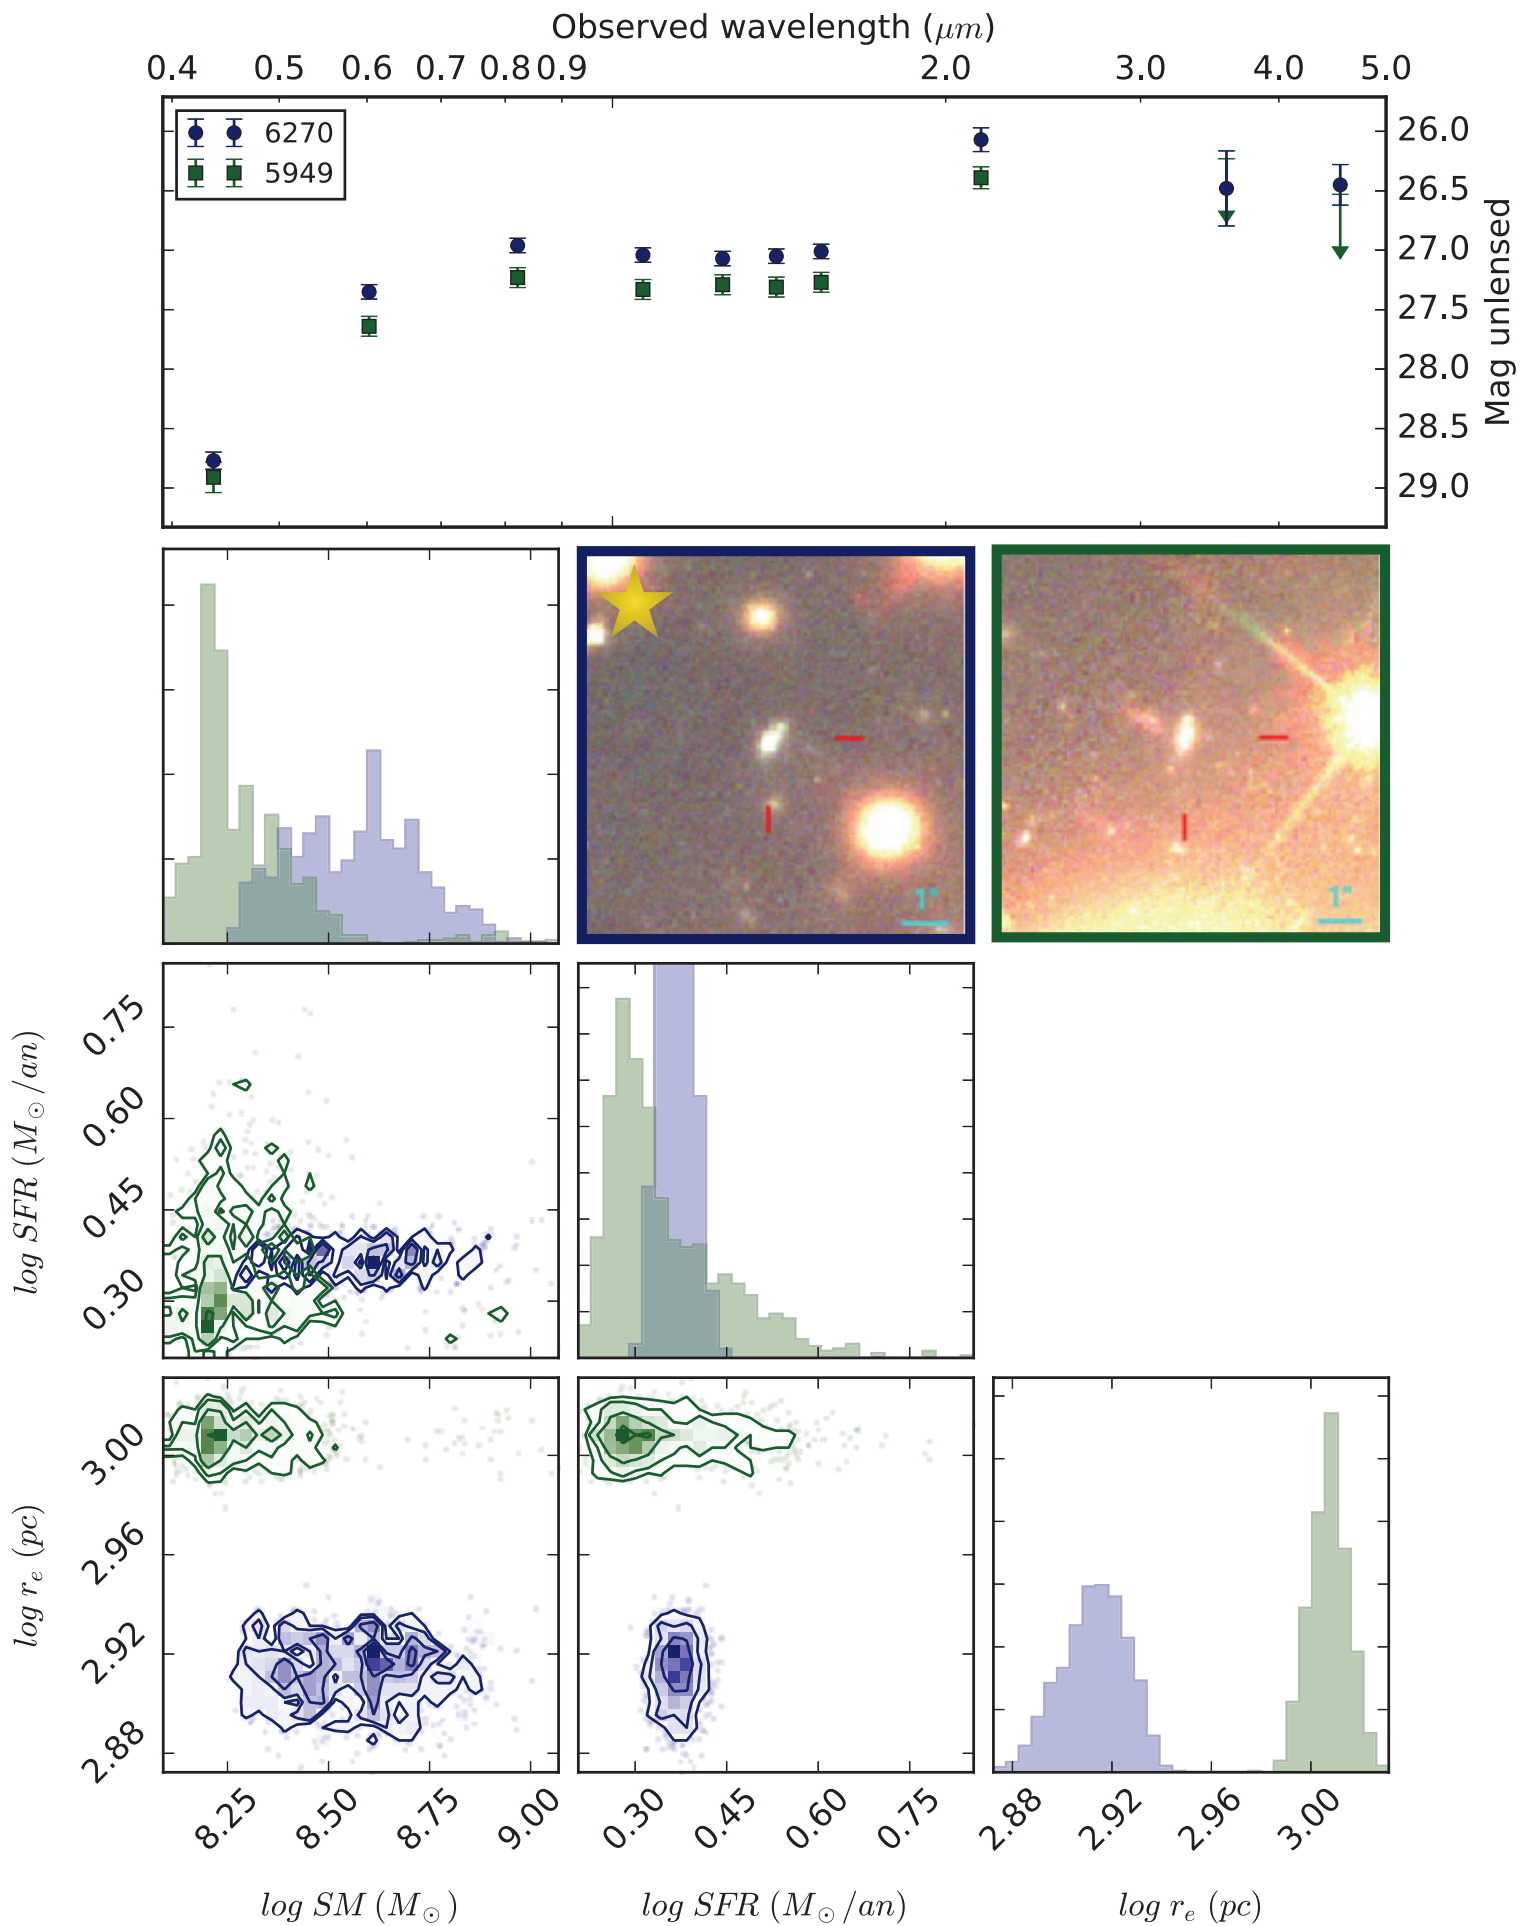 Observed wavelength (μm)
0.4 0.5 0.6 0.7 0.8 0.9 2.0 3.0 4.0 5.0
6270
5949
26.0
26.5
27.0
27.5
28.0
28.5
29.0
Mag unlensed
1"
1"
log SFR (M⊙/an)
0.75
0.60
0.45
0.30
log rₑ (pc)
3.00
2.96
2.92
2.88
8.25 8.50 8.75 9.00
0.30 0.45 0.60 0.75
2.88 2.92 2.96 3.00
log SM (M⊙)
log SFR (M⊙/an)
log rₑ (pc)